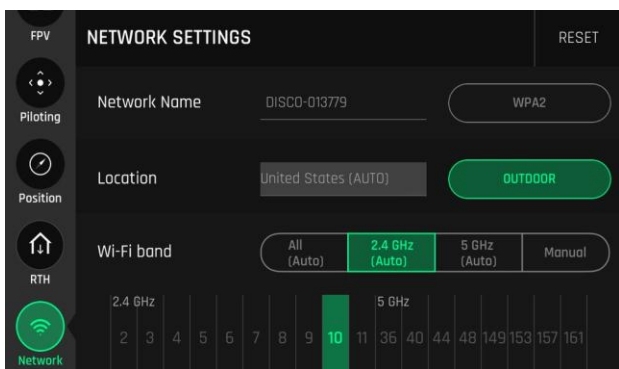 FPV
NETWORK SETTINGS
RESET
Piloting
Network Name
DISCO-013779
WPA2
Position
Location
United States (AUTO)
OUTDOOR
RTH
Wi-Fi band
All
(Auto)
2.4 GHz
(Auto)
5 GHz
(Auto)
Manual
Network
2.4 GHz
5 GHz
2 3 4 5 6 7 8 9 10 11 36 40 44 48 149 153 157 161